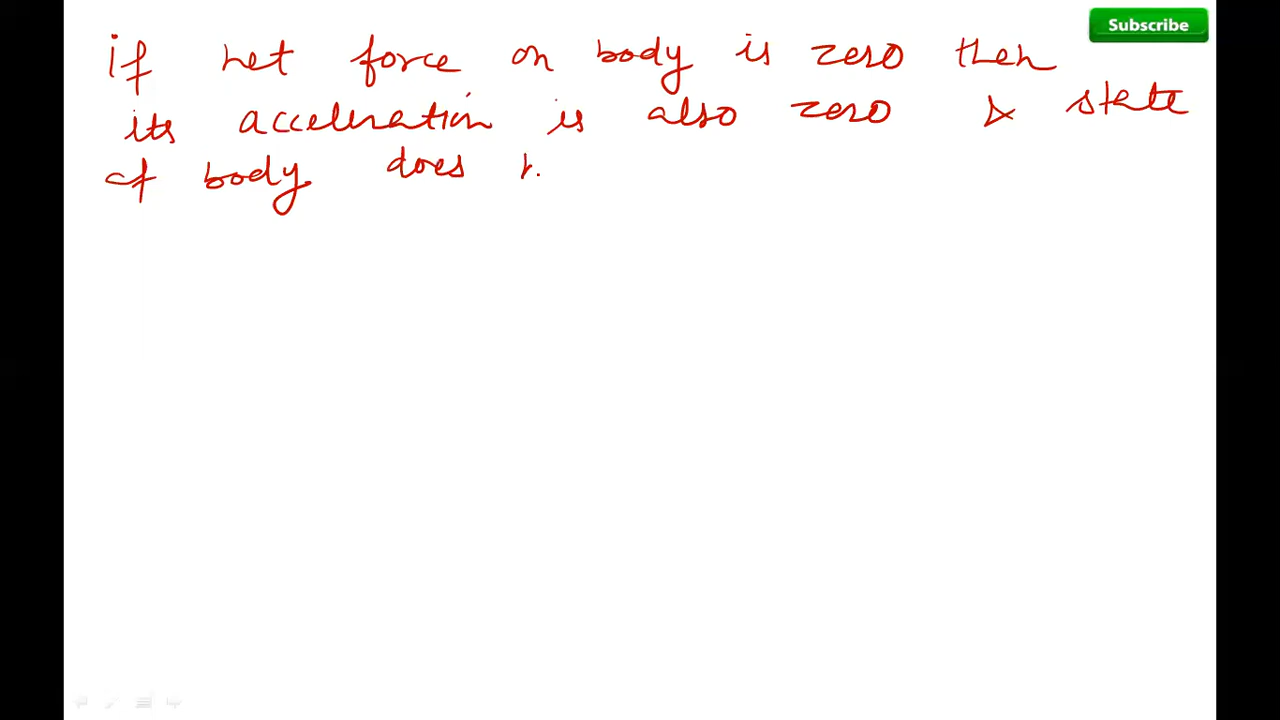 Subscribe
if net force on body is zero then
its acceleration is also zero & state
of body does